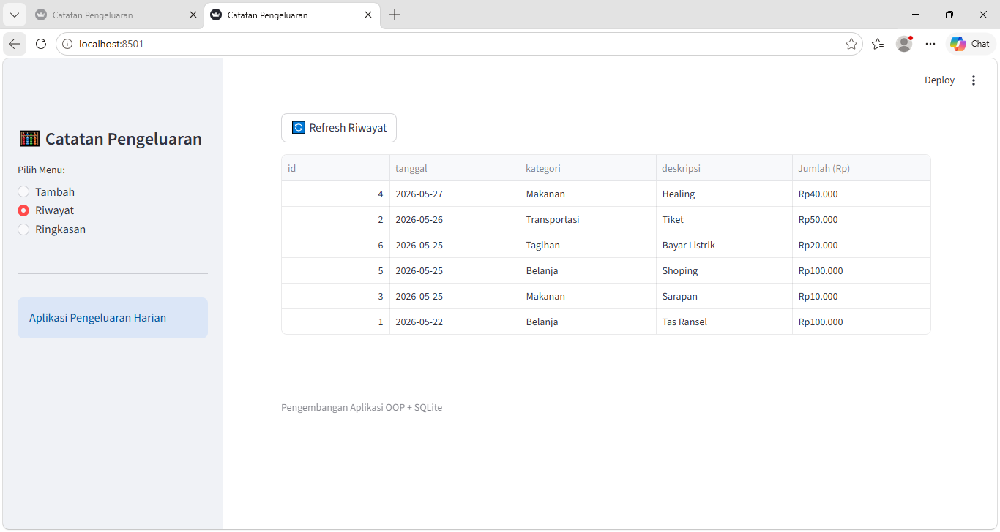 Catatan Pengeluaran
Catatan Pengeluaran
localhost:8501
Chat
Deploy
Catatan Pengeluaran
Pilih Menu:
Tambah
Riwayat
Ringkasan
Aplikasi Pengeluaran Harian
Refresh Riwayat
id tanggal kategori deskripsi Jumlah (Rp)
4 2026-05-27 Makanan Healing Rp40.000
2 2026-05-26 Transportasi Tiket Rp50.000
6 2026-05-25 Tagihan Bayar Listrik Rp20.000
5 2026-05-25 Belanja Shoping Rp100.000
3 2026-05-25 Makanan Sarapan Rp10.000
1 2026-05-22 Belanja Tas Ransel Rp100.000
Pengembangan Aplikasi OOP + SQLite